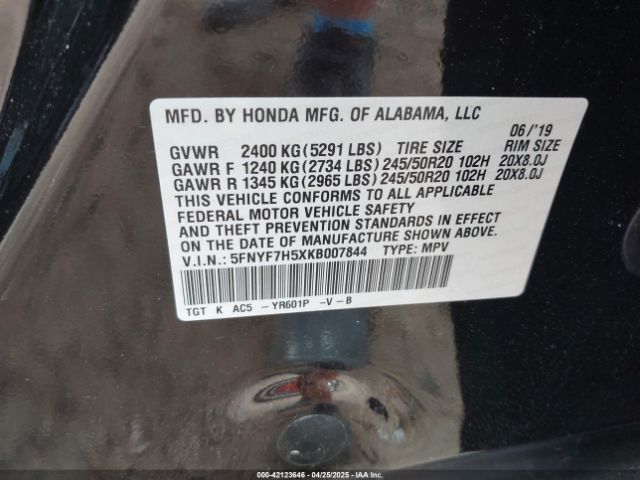 MFD. BY HONDA MFG. OF ALABAMA, LLC
06/'19
GVWR 2400 KG(5291 LBS) TIRE SIZE RIM SIZE
GAWR F 1240 KG(2734 LBS)245/50R20 102H 20X8.0J
GAWR R 1345 KG(2965 LBS)245/50R20 102H 20X8.0J
THIS VEHICLE CONFORMS TO ALL APPLICABLE
FEDERAL MOTOR VEHICLE SAFETY
AND THEFT PREVENTION STANDARDS IN EFFECT
ON THE DATE OF MANUFACTURE SHOWN ABOVE.
V.I.N.: 5FNYF7H5XKB007844 TYPE: MPV
TGT K AC5 -YR601P -V-B
000-42123646 - 04/25/2025 - IAA Inc.